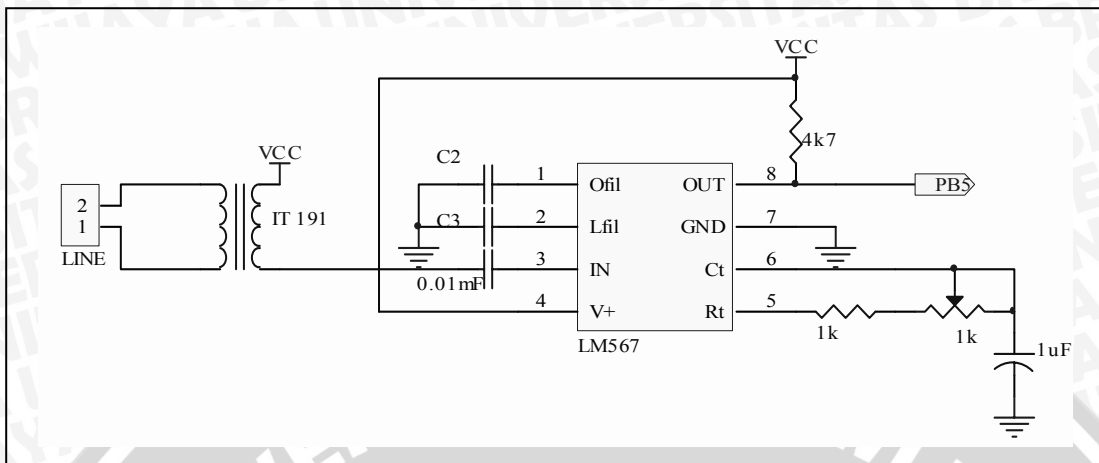 VCC
4k7
VCC
C2
1
Ofil
OUT
8
PB5
2
1
LINE
IT 191
C3
2
Lfil
GND
7
0.01mF
3
IN
Ct
6
4
V+
Rt
5
LM567
1k
1k
1uF